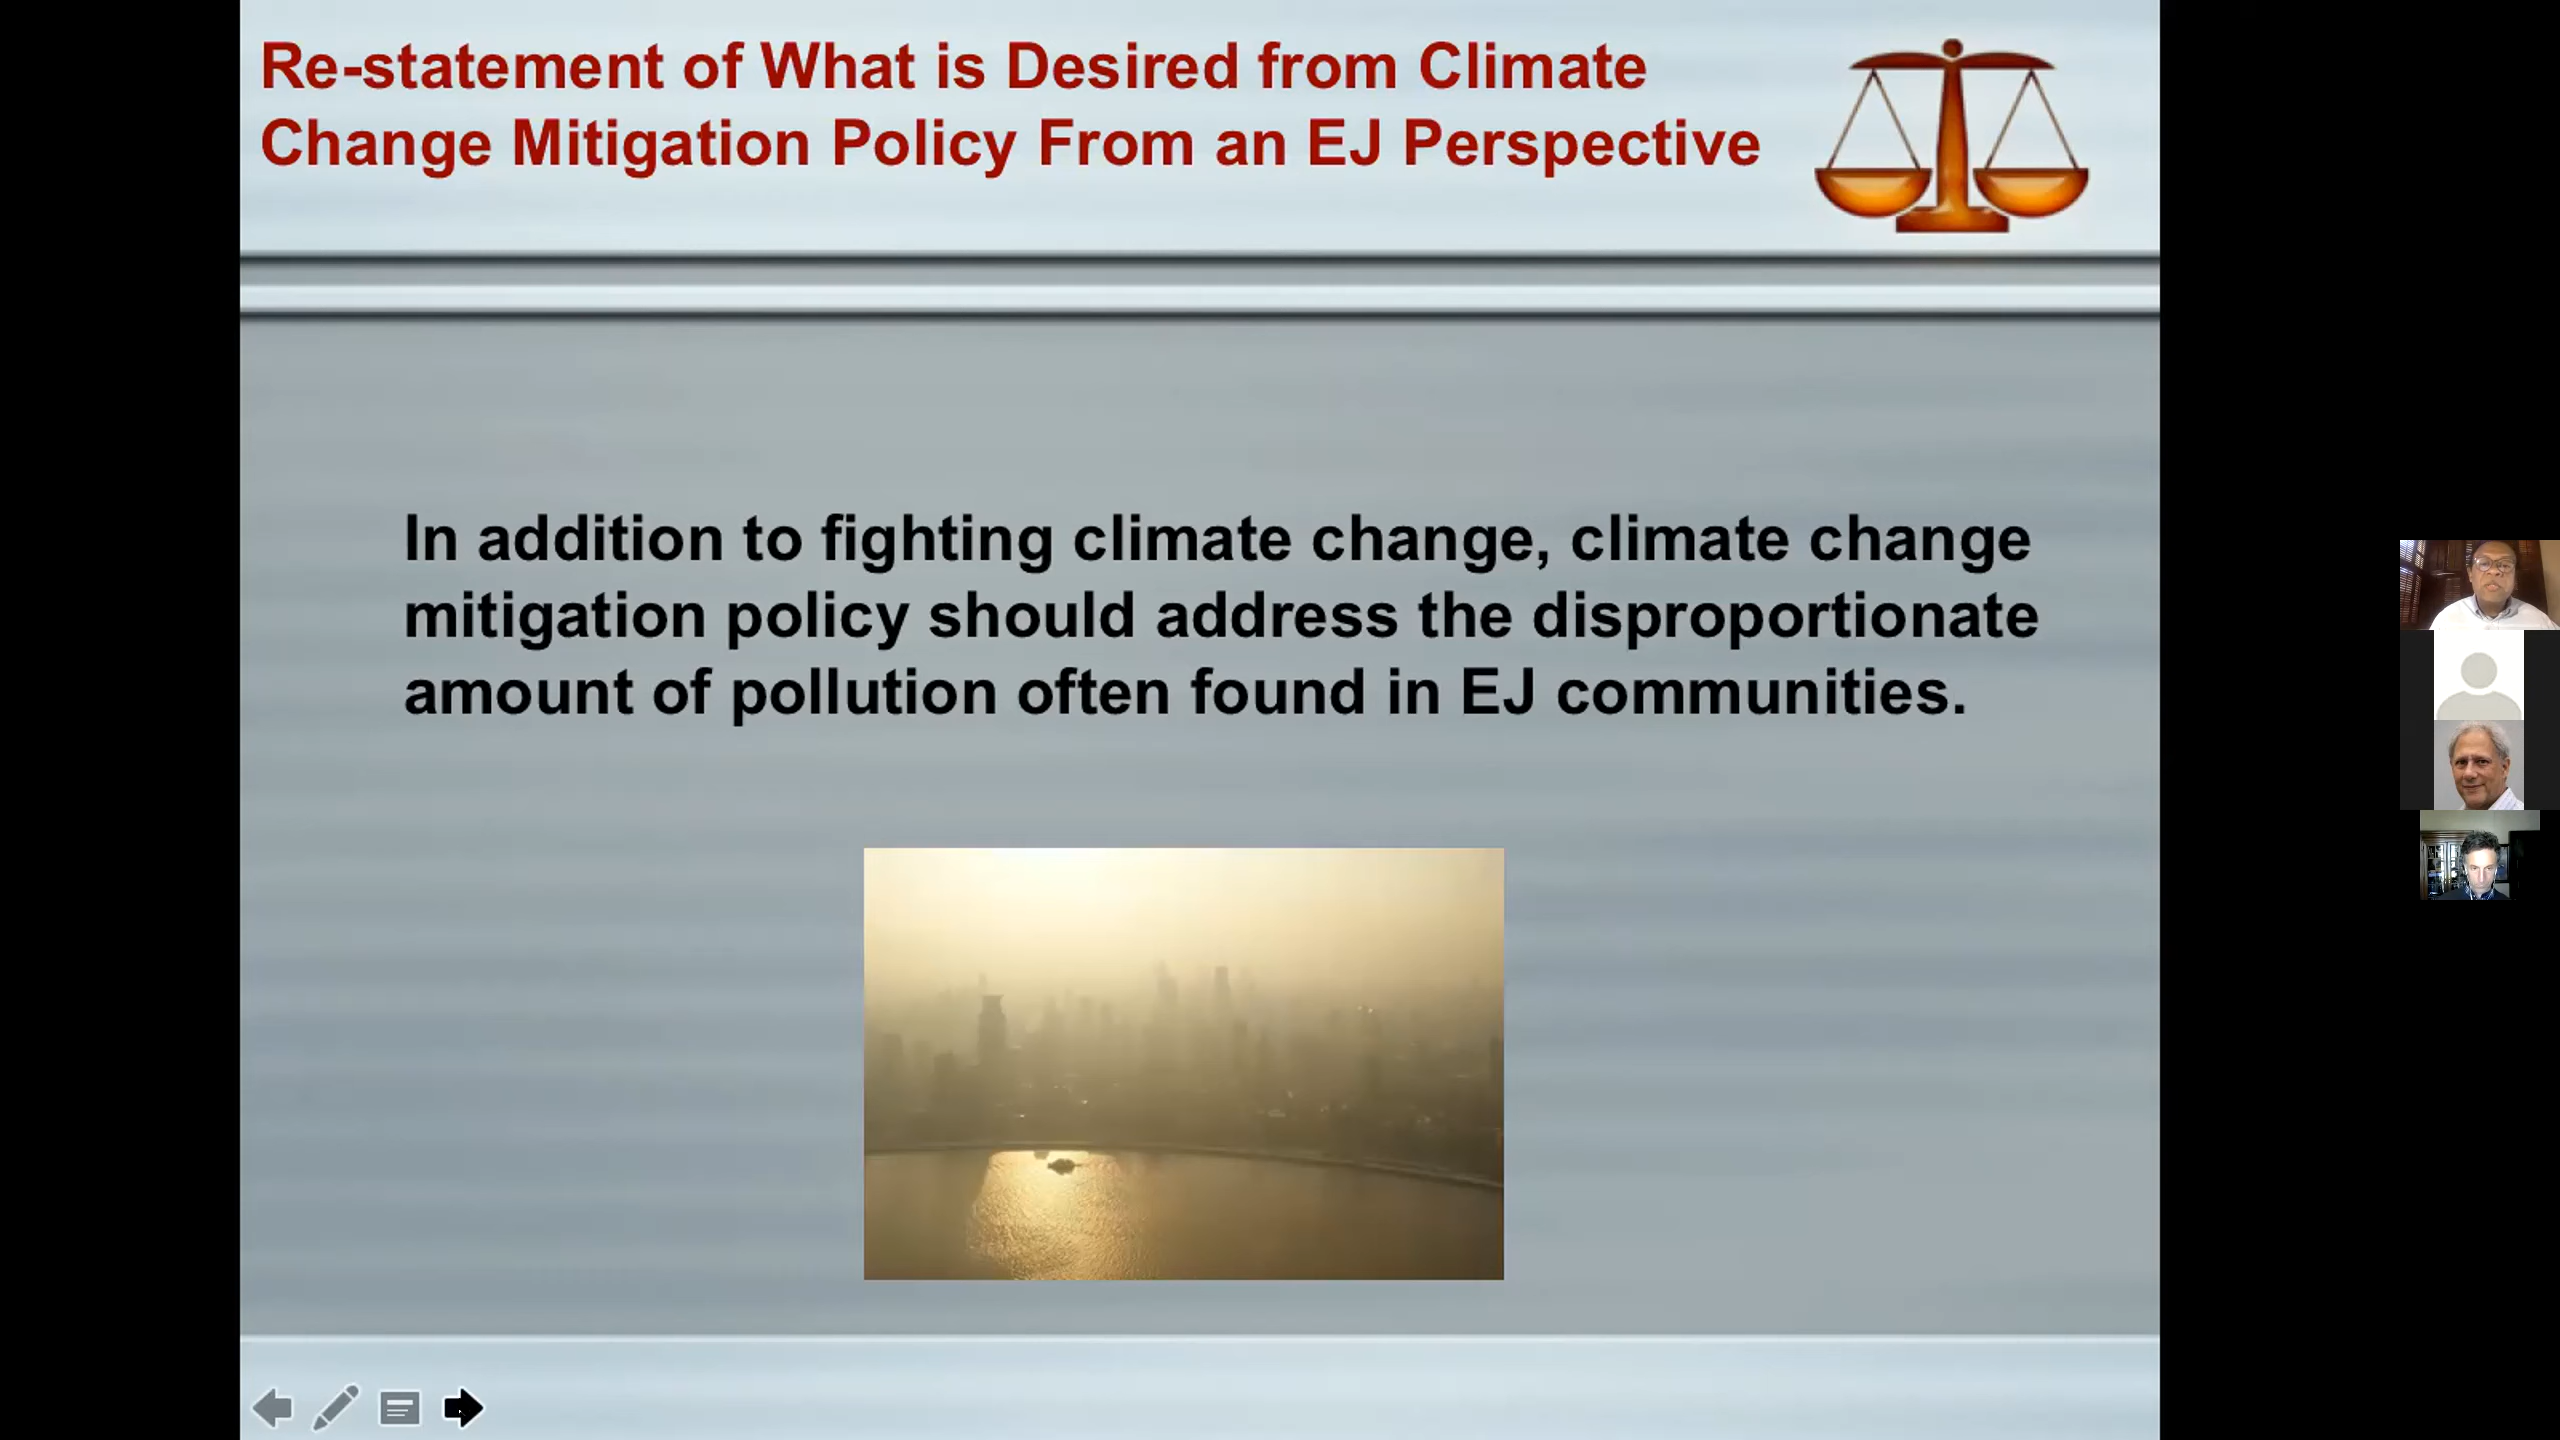 Re-statement of What is Desired from Climate
Change Mitigation Policy From an EJ Perspective
In addition to fighting climate change, climate change
mitigation policy should address the disproportionate
amount of pollution often found in EJ communities.